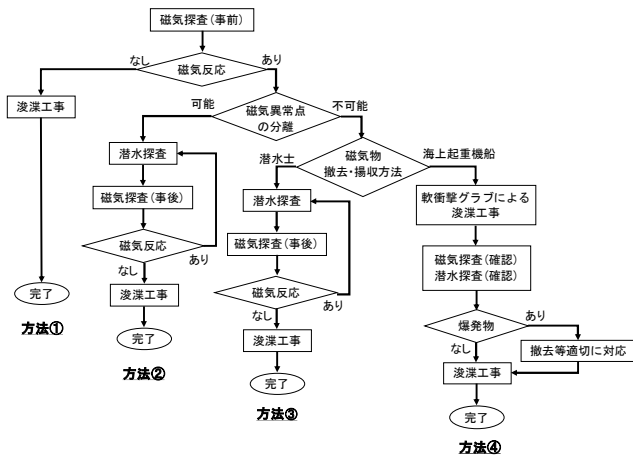 磁気探査(事前)
磁気反応
なし
あり
浚渫工事
完了
方法①
磁気異常点
の分離
可能
不可能
潜水探査
磁気探査(事後)
磁気反応
あり
なし
浚渫工事
完了
方法②
磁気物
撤去・揚収方法
潜水士
海上起重機船
潜水探査
磁気探査(事後)
磁気反応
なし
あり
浚渫工事
完了
方法③
軟衝撃グラブによる
浚渫工事
磁気探査(確認)
潜水探査(確認)
爆発物
あり
なし
撤去等適切に対応
浚渫工事
完了
方法④